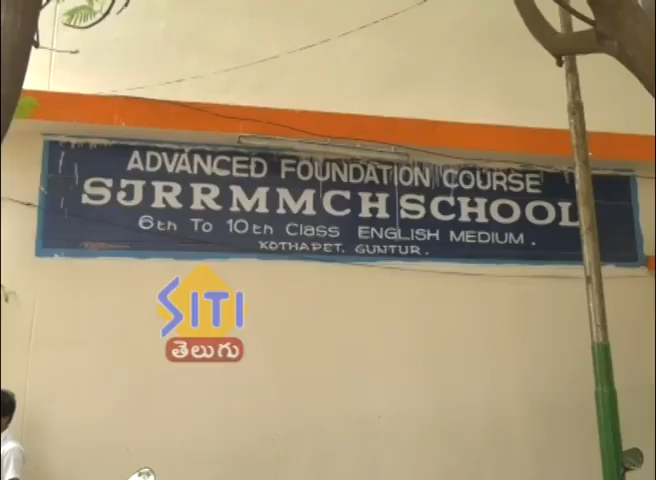 ADVANCED FOUNDATION COURSE
SJRRMMCH SCHOOL
6th To 10th Class ENGLISH MEDIUM.
KOTHAPET. GUNTUR.
SITI
తెలుగు